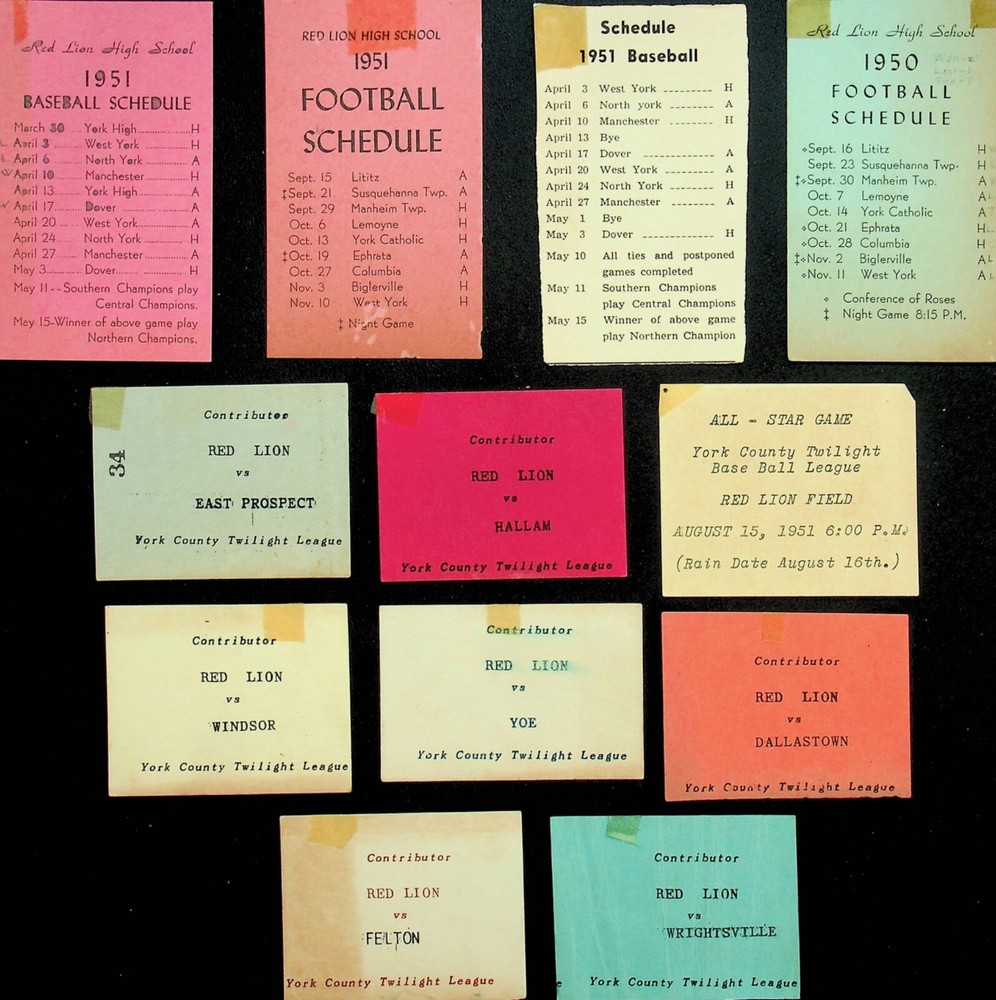 Red Lion High School
1951
BASEBALL SCHEDULE
March 30 York High H
April 3 West York H
April 6 North York A
April 10 Manchester H
April 13 York High A
April 17 Dover A
April 20 West York A
April 24 North York H
April 27 Manchester A
May 3 Dover H
May 11 -- Southern Champions play
Central Champions.
May 15-Winner of above game play
Northern Champions.
RED LION HIGH SCHOOL
1951
FOOTBALL
SCHEDULE
Sept. 15 Lititz A
‡Sept. 21 Susquehanna Twp. A
Sept. 29 Manheim Twp. H
Oct. 6 Lemoyne H
Oct. 13 York Catholic H
‡Oct. 19 Ephrata A
Oct. 27 Columbia A
Nov. 3 Biglerville H
Nov. 10 West York H
‡ Night Game
Schedule
1951 Baseball
April 3 West York -------- H
April 6 North york -------- A
April 10 Manchester -------- H
April 13 Bye
April 17 Dover -------- A
April 20 West York -------- A
April 24 North York -------- H
April 27 Manchester -------- A
May 1 Bye
May 3 Dover -------- H
May 10 All ties and postponed
games completed
May 11 Southern Champions
play Central Champions
May 15 Winner of above game
play Northern Champion
Red Lion High School
1950
FOOTBALL
SCHEDULE
⋄Sept. 16 Lititz H
Sept. 23 Susquehanna Twp. H
‡⋄Sept. 30 Manheim Twp. A
Oct. 7 Lemoyne A
Oct. 14 York Catholic A
⋄Oct. 21 Ephrata H
⋄Oct. 28 Columbia H
‡⋄Nov. 2 Biglerville A
⋄Nov. 11 West York A
⋄ Conference of Roses
‡ Night Game 8:15 P.M.
34
Contributor
RED LION
vs
EAST PROSPECT
York County Twilight League
Contributor
RED LION
vs
HALLAM
York County Twilight League
ALL - STAR GAME
York County Twilight
Base Ball League
RED LION FIELD
AUGUST 15, 1951 6:00 P.M.
(Rain Date August 16th.)
Contributor
RED LION
vs
WINDSOR
York County Twilight League
Contributor
RED LION
vs
YOE
York County Twilight League
Contributor
RED LION
vs
DALLASTOWN
York County Twilight League
Contributor
RED LION
vs
FELTON
York County Twilight League
Contributor
RED LION
vs
WRIGHTSVILLE
York County Twilight League